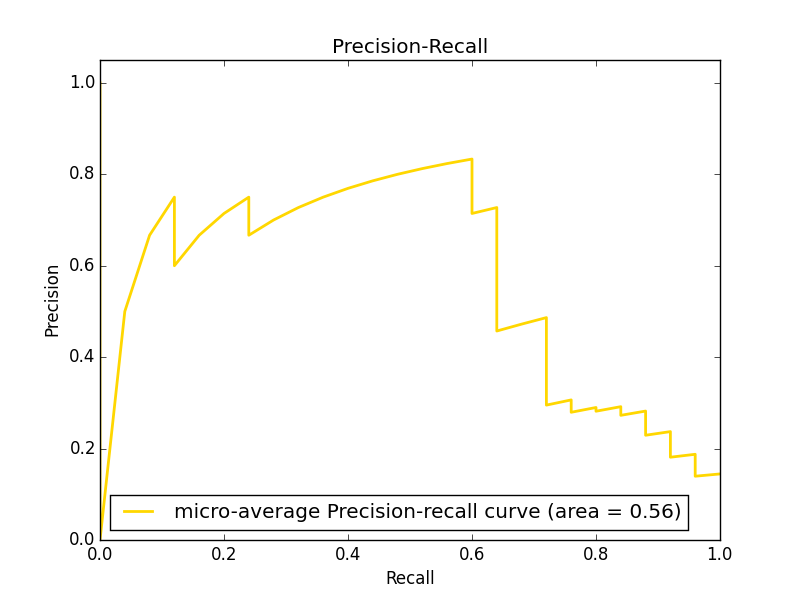 Precision-Recall
1.0
0.8
0.6
0.4
0.2
0.0
Precision
micro-average Precision-recall curve (area = 0.56)
0.0 0.2 0.4 0.6 0.8 1.0
Recall